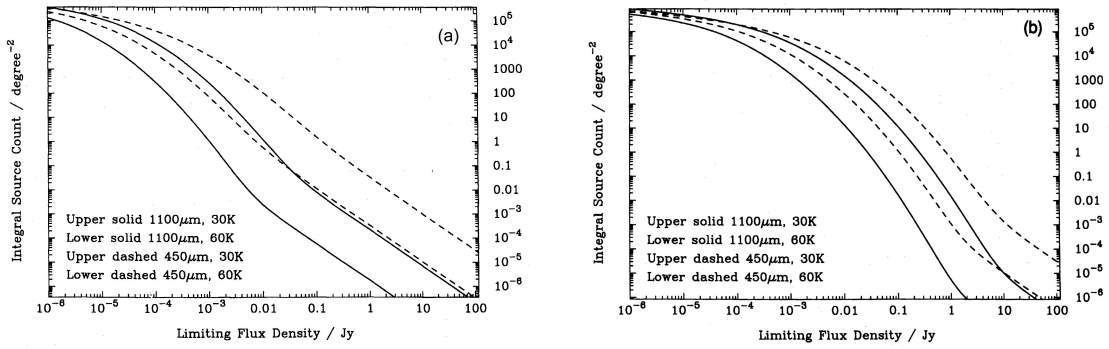 (a)
Integral Source Count / degree⁻²
10⁵
10⁴
1000
100
10
1
0.1
0.01
10⁻³
10⁻⁴
10⁻⁵
10⁻⁶
Upper solid 1100μm, 30K
Lower solid 1100μm, 60K
Upper dashed 450μm, 30K
Lower dashed 450μm, 60K
10⁻⁶ 10⁻⁵ 10⁻⁴ 10⁻³ 0.01 0.1 1 10 100
Limiting Flux Density / Jy
(b)
Integral Source Count / degree⁻²
10⁵
10⁴
1000
100
10
1
0.1
0.01
10⁻³
10⁻⁴
10⁻⁵
10⁻⁶
Upper solid 1100μm, 30K
Lower solid 1100μm, 60K
Upper dashed 450μm, 30K
Lower dashed 450μm, 60K
10⁻⁶ 10⁻⁵ 10⁻⁴ 10⁻³ 0.01 0.1 1 10 100
Limiting Flux Density / Jy